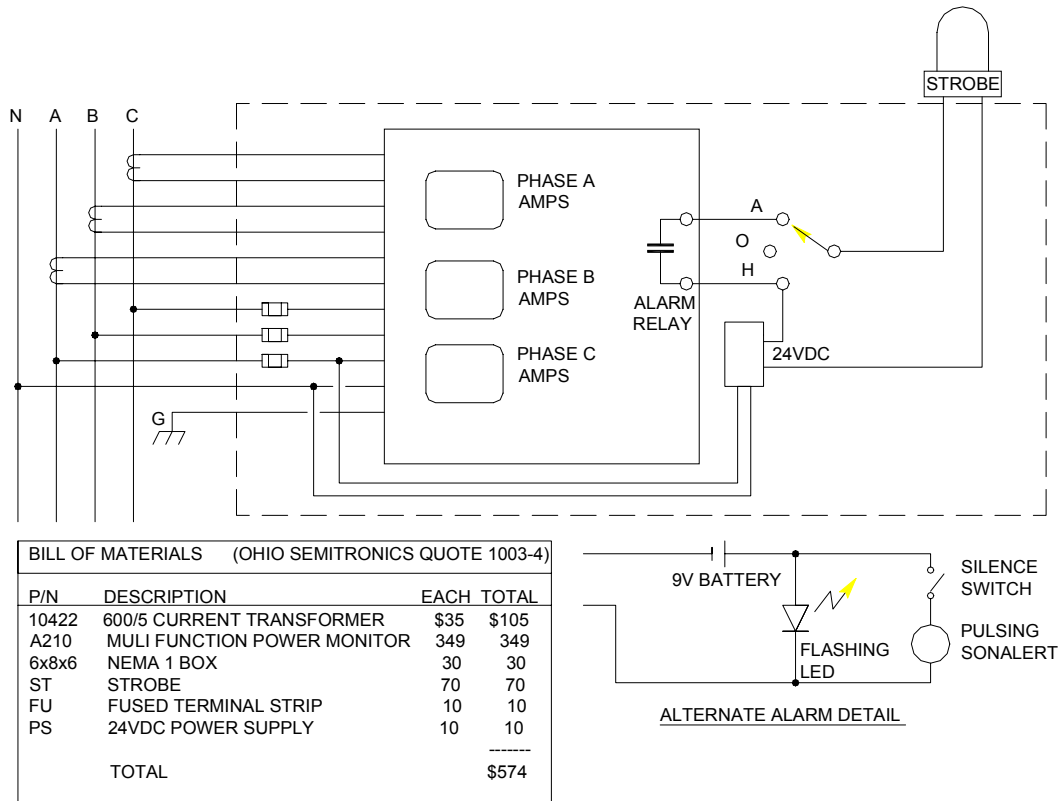 STROBE
N A B C
PHASE A
AMPS
A
O
H
PHASE B
AMPS
ALARM
RELAY
PHASE C
AMPS
24VDC
G
BILL OF MATERIALS (OHIO SEMITRONICS QUOTE 1003-4)
P/N DESCRIPTION EACH TOTAL
10422 600/5 CURRENT TRANSFORMER $35 $105
A210 MULI FUNCTION POWER MONITOR 349 349
6x8x6 NEMA 1 BOX 30 30
ST STROBE 70 70
FU FUSED TERMINAL STRIP 10 10
PS 24VDC POWER SUPPLY 10 10
-------
TOTAL $574
9V BATTERY
SILENCE
SWITCH
FLASHING
LED
PULSING
SONALERT
ALTERNATE ALARM DETAIL